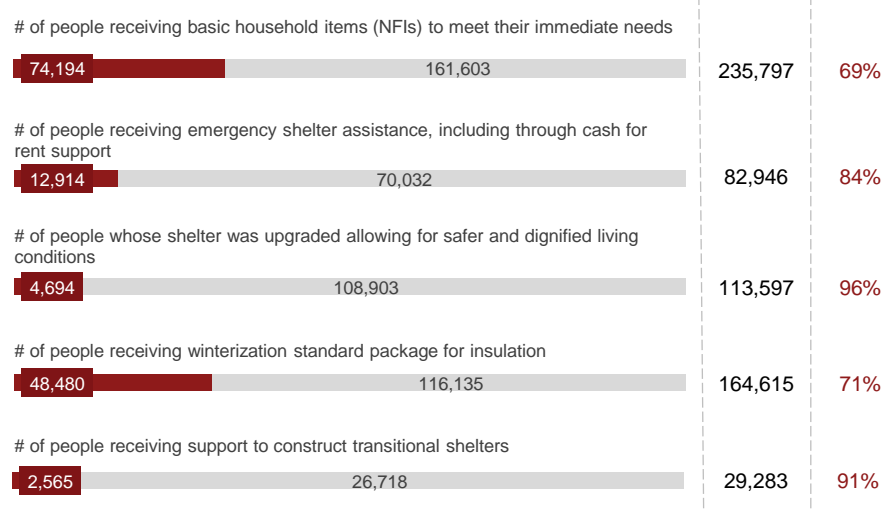 # of people receiving basic household items (NFIs) to meet their immediate needs
74,194 161,603 235,797 69%
# of people receiving emergency shelter assistance, including through cash for
rent support
12,914 70,032 82,946 84%
# of people whose shelter was upgraded allowing for safer and dignified living
conditions
4,694 108,903 113,597 96%
# of people receiving winterization standard package for insulation
48,480 116,135 164,615 71%
# of people receiving support to construct transitional shelters
2,565 26,718 29,283 91%